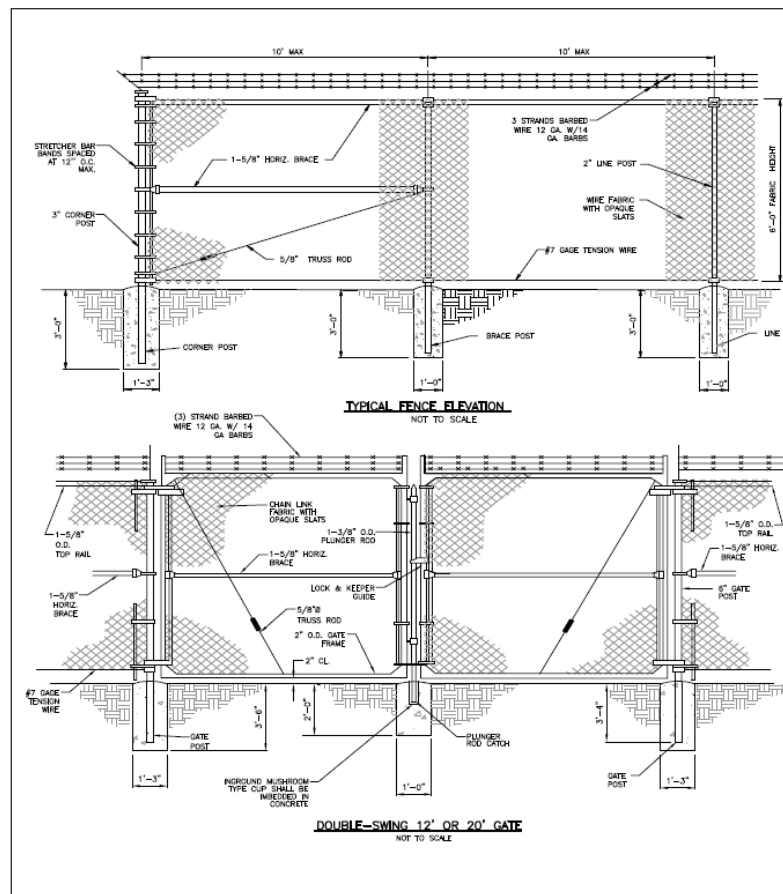 10' MAX
10' MAX
3 STRANDS BARBED
WIRE 12 GA. W/14
GA. BARBS
STRETCHER BAR
BANDS SPACED
AT 12" O.C.
MAX.
1-5/8" HORIZ. BRACE
2" LINE POST
WIRE FABRIC
WITH OPAQUE
SLATS
6'-0" FABRIC HEIGHT
3" CORNER
POST
5/8" TRUSS ROD
#7 GAGE TENSION WIRE
3'-0"
3'-0"
3'-0"
CORNER POST
BRACE POST
LINE
1'-3"
1'-0"
1'-0"
TYPICAL FENCE ELEVATION
NOT TO SCALE
(3) STRAND BARBED
WIRE 12 GA. W/ 14
GA BARBS
CHAIN LINK
FABRIC WITH
OPAQUE SLATS
1-5/8"
O.D.
TOP RAIL
1-3/8" O.D.
PLUNGER ROD
1-5/8" O.D.
TOP RAIL
1-5/8" HORIZ.
BRACE
1-5/8" HORIZ.
BRACE
1-5/8"
HORIZ.
BRACE
LOCK & KEEPER
GUIDE
6" GATE
POST
5/8"Ø
TRUSS ROD
2" O.D. GATE
FRAME
2" CL.
#7 GAGE
TENSION
WIRE
3'-6"
2'-0"
3'-4"
GATE
POST
PLUNGER
ROD CATCH
GATE
POST
1'-3"
INGROUND MUSHROOM
TYPE CUP SHALL BE
IMBEDDED IN
CONCRETE
1'-0"
1'-3"
DOUBLE-SWING 12' OR 20' GATE
NOT TO SCALE